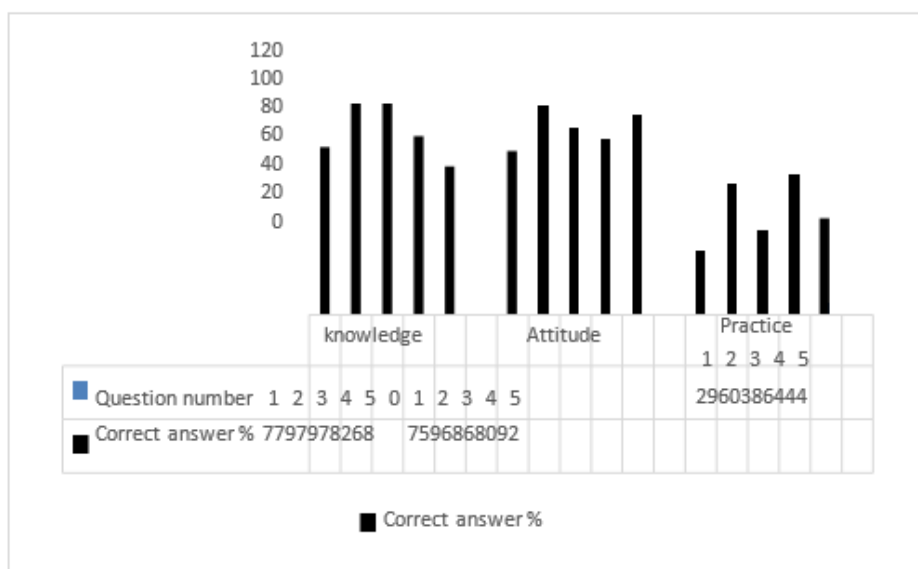 120
100
80
60
40
20
0
knowledge Attitude Practice
1 2 3 4 5
Question number 1 2 3 4 5 0 1 2 3 4 5 2960386444
Correct answer % 7797978268 7596868092
Correct answer %